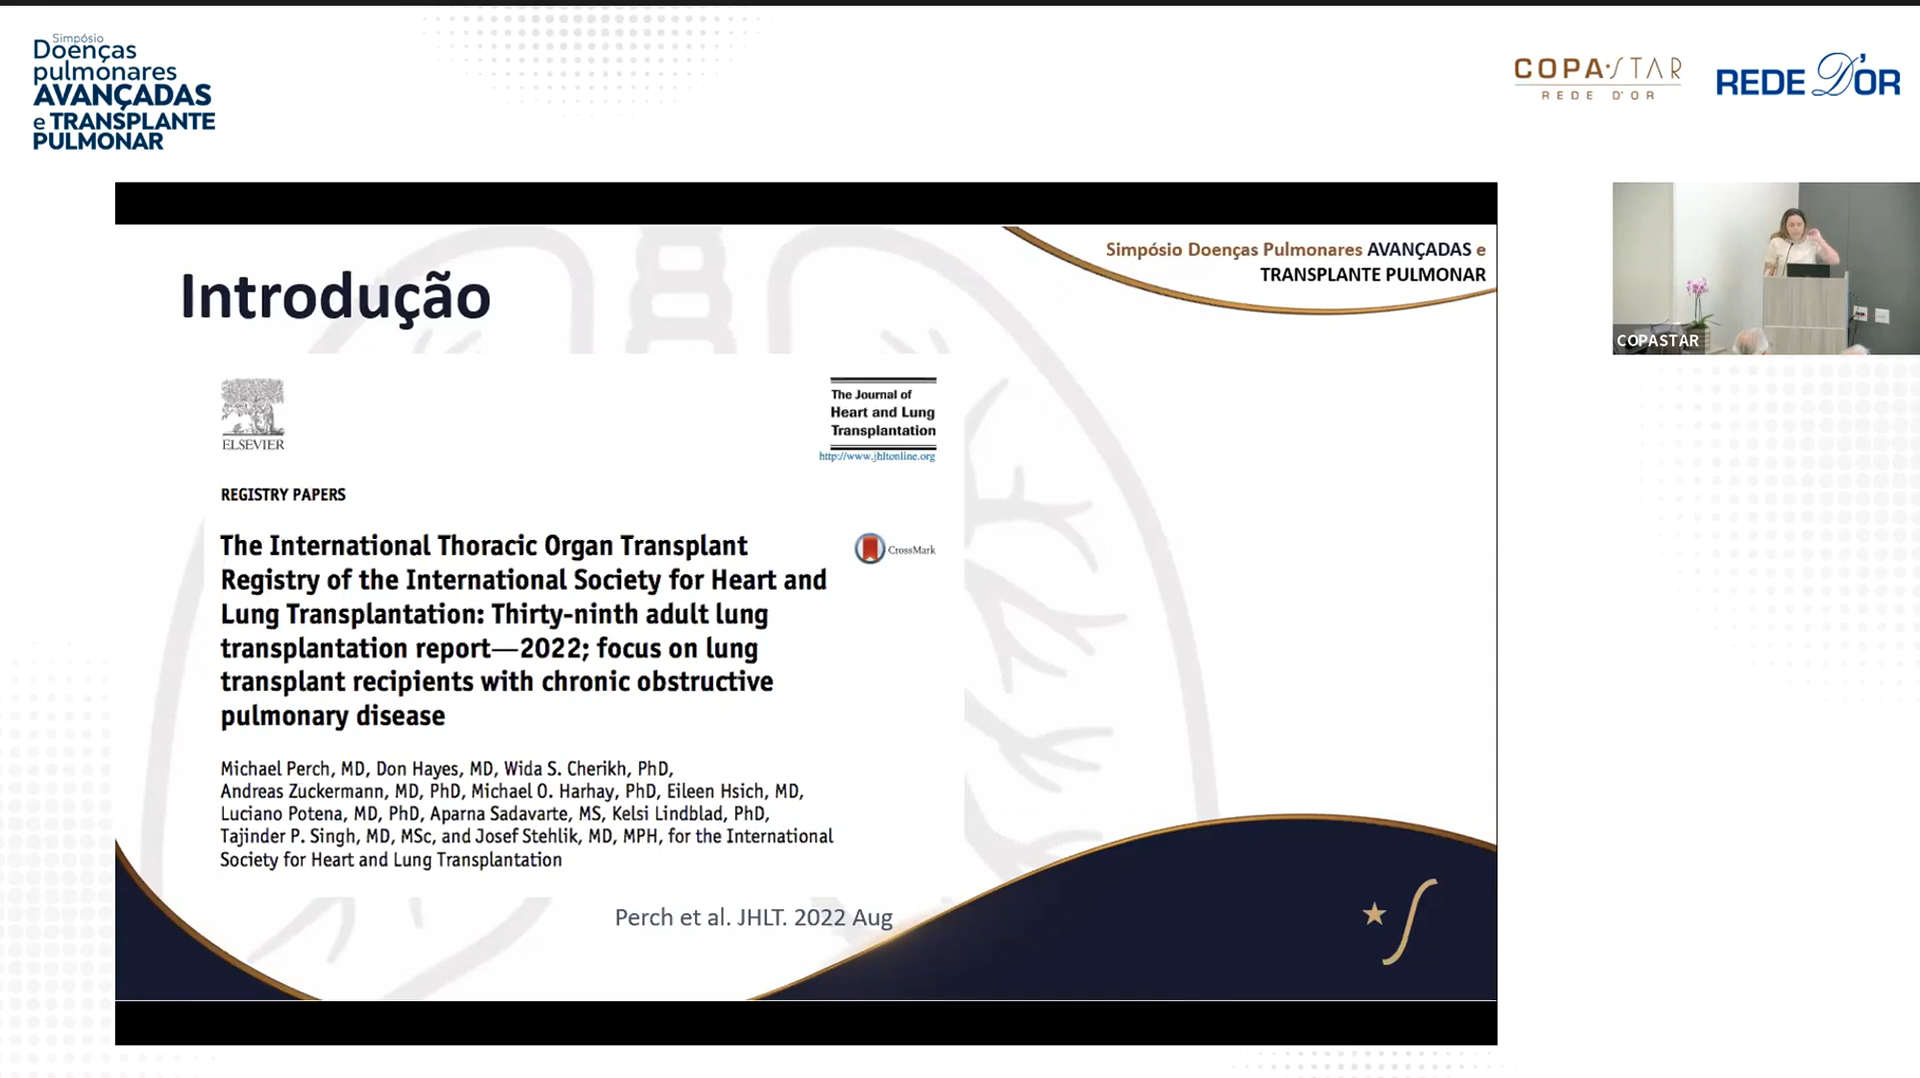 Simpósio
Doenças
pulmonares
AVANÇADAS
e TRANSPLANTE
PULMONAR
COPA STAR
REDE D'OR
REDE D'OR
Introdução
Simpósio Doenças Pulmonares AVANÇADAS e
TRANSPLANTE PULMONAR
COPASTAR
ELSEVIER
The Journal of
Heart and Lung
Transplantation
http://www.jhltonline.org
REGISTRY PAPERS
The International Thoracic Organ Transplant
Registry of the International Society for Heart and
Lung Transplantation: Thirty-ninth adult lung
transplantation report—2022; focus on lung
transplant recipients with chronic obstructive
pulmonary disease
CrossMark
Michael Perch, MD, Don Hayes, MD, Wida S. Cherikh, PhD,
Andreas Zuckermann, MD, PhD, Michael O. Harhay, PhD, Eileen Hsich, MD,
Luciano Potena, MD, PhD, Aparna Sadavarte, MS, Kelsi Lindblad, PhD,
Tajinder P. Singh, MD, MSc, and Josef Stehlik, MD, MPH, for the International
Society for Heart and Lung Transplantation
Perch et al. JHLT. 2022 Aug